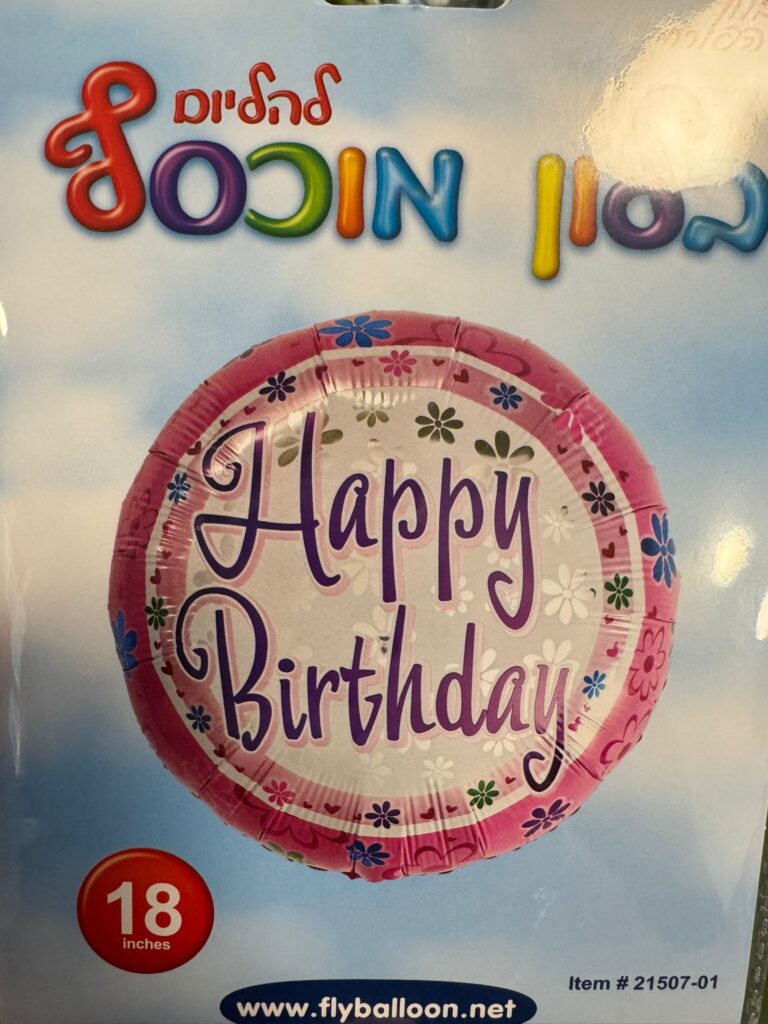 להליום
בלון מוכסף
Happy
Birthday
18
inches
Item # 21507-01
www.flyballoon.net